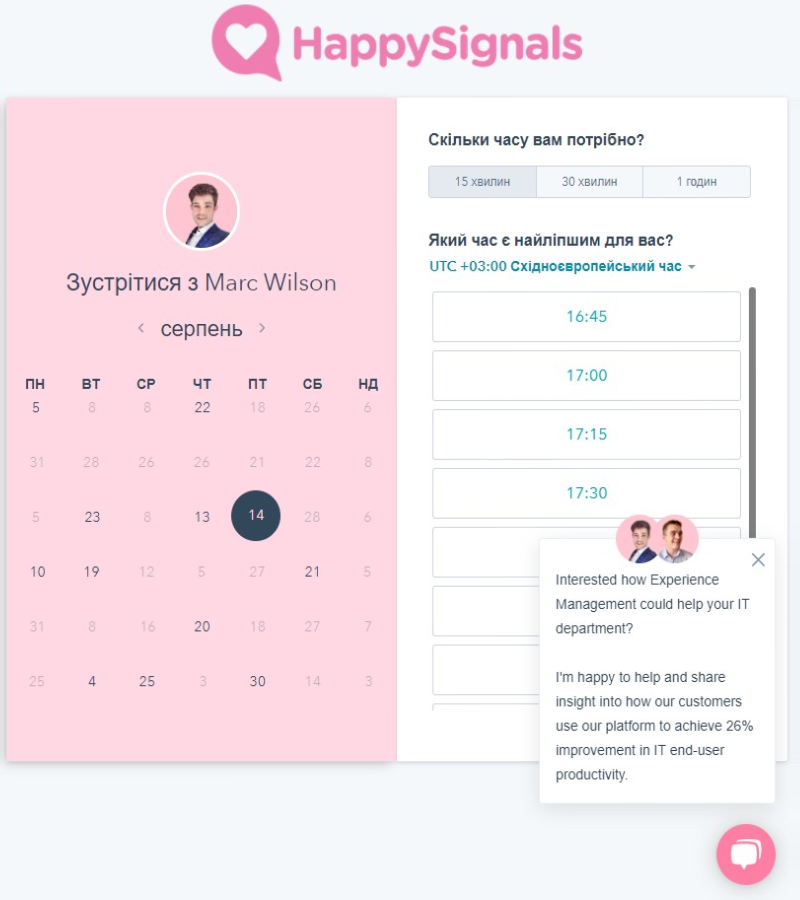 HappySignals
Зустрітися з Marc Wilson
серпень
ПН ВТ СР ЧТ ПТ СБ НД
5 8 8 22 18 26 6
31 28 26 26 21 22 8
5 23 8 13 14 28 6
10 19 12 5 27 21 5
31 8 16 20 18 27 7
25 4 25 3 30 14 3
Скільки часу вам потрібно?
15 хвилин 30 хвилин 1 годин
Який час є найліпшим для вас?
UTC +03:00 Східноєвропейський час
16:45
17:00
17:15
17:30
Interested how Experience
Management could help your IT
department?
I'm happy to help and share
insight into how our customers
use our platform to achieve 26%
improvement in IT end-user
productivity.